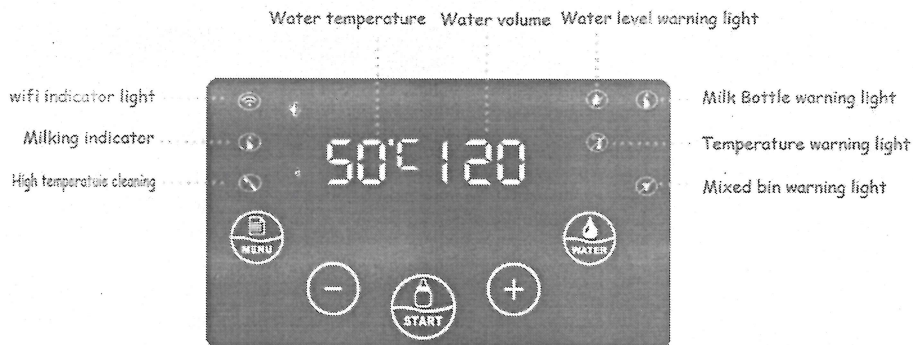 Water temperature Water volume Water level warning light
wifi indicator light
Milk Bottle warning light
Milking indicator
Temperature warning light
High temperature cleaning
Mixed bin warning light
50°C 120
MENU
WATER
START